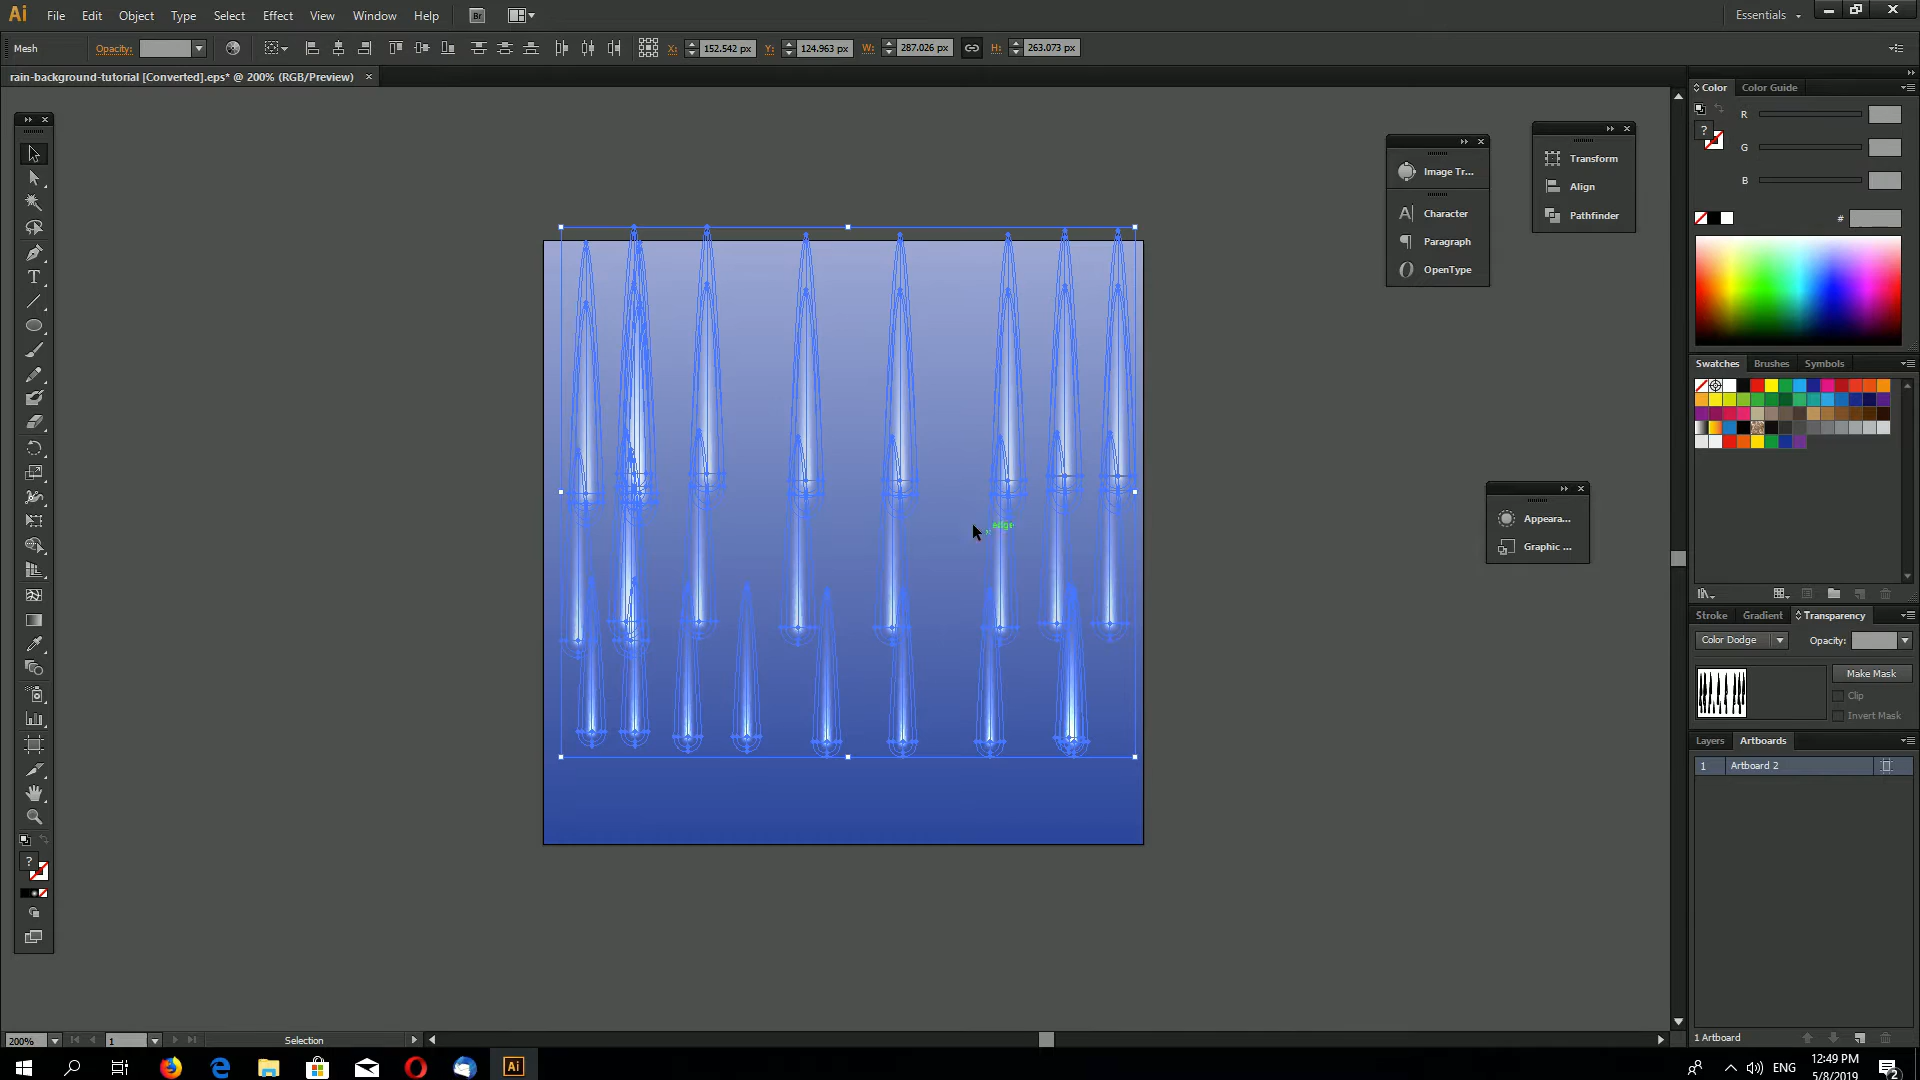 Ai File Edit Object Type Select Effect View Window Help Br Essentials
Mesh Opacity: X: 152.542 px Y: 124.963 px W: 287.026 px H: 263.073 px
rain-background-tutorial [Converted].eps* @ 200% (RGB/Preview)
Color Color Guide
R
G
B
#
Image Tr...
Character
Paragraph
OpenType
Transform
Align
Pathfinder
Swatches Brushes Symbols
edge
Appeara...
Graphic ...
Stroke Gradient Transparency
Color Dodge Opacity:
Make Mask
Clip
Invert Mask
Layers Artboards
1 Artboard 2
1 Artboard
200% 1 Selection
Ai ENG 12:49 PM
5/8/2019
2